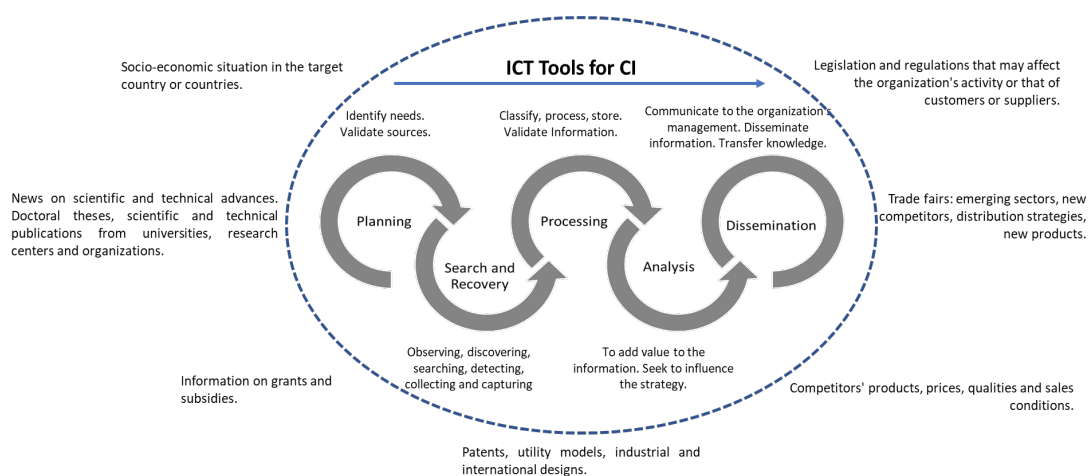 ICT Tools for CI
Socio-economic situation in the target
country or countries.
Legislation and regulations that may affect
the organization's activity or that of
customers or suppliers.
Identify needs.
Validate sources.
Classify, process, store.
Validate Information.
Communicate to the organization's
management. Disseminate
information. Transfer knowledge.
News on scientific and technical advances.
Doctoral theses, scientific and technical
publications from universities, research
centers and organizations.
Planning
Search and
Recovery
Processing
Analysis
Dissemination
Trade fairs: emerging sectors, new
competitors, distribution strategies,
new products.
Observing, discovering,
searching, detecting,
collecting and capturing
To add value to the
information. Seek to influence
the strategy.
Information on grants and
subsidies.
Competitors' products, prices, qualities and sales
conditions.
Patents, utility models, industrial and
international designs.